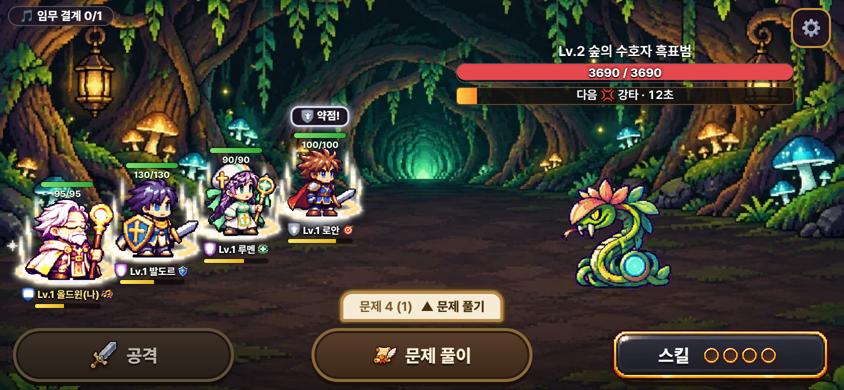 임무 결계 0/1
Lv.2 숲의 수호자 흑표범
3690 / 3690
다음 강타 · 12초
약점!
100/100
90/90
130/130
95/95
Lv.1 로안
Lv.1 루멘
Lv.1 발도르
Lv.1 올드윈(나)
문제 4 (1) ▲ 문제 풀기
공격
문제 풀이
스킬